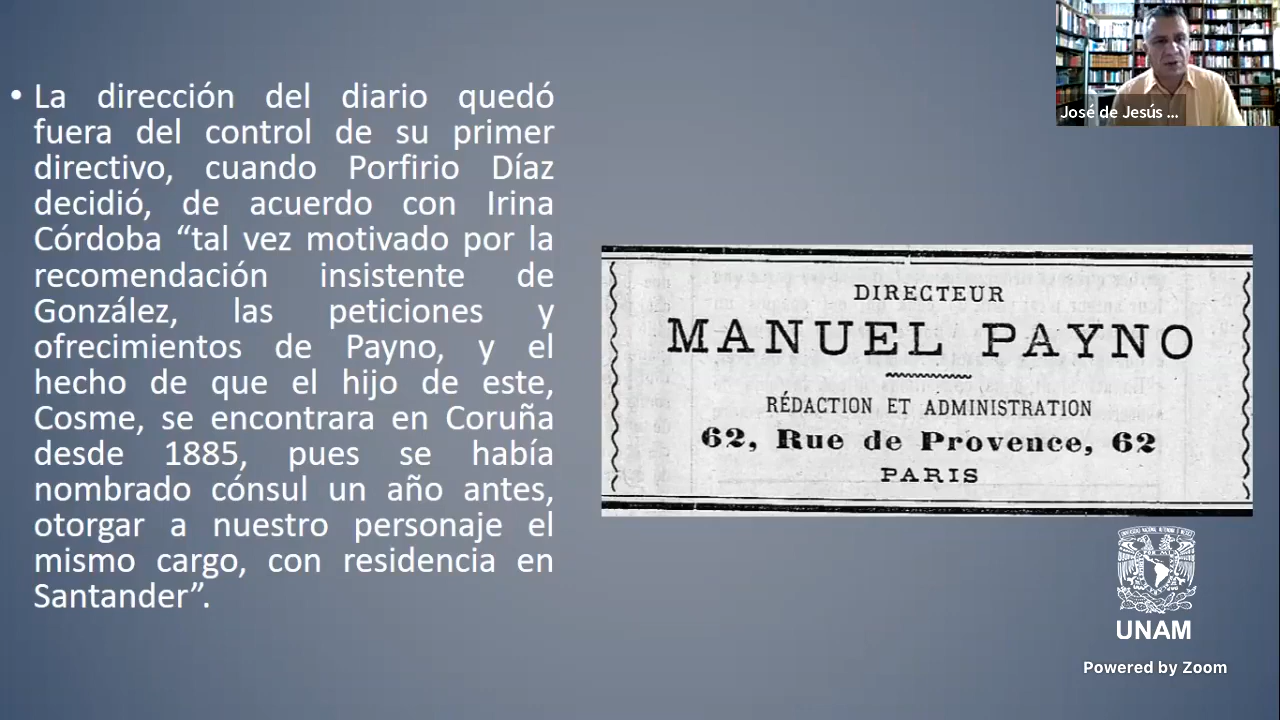 • La dirección del diario quedó
fuera del control de su primer
directivo, cuando Porfirio Díaz
decidió, de acuerdo con Irina
Córdoba “tal vez motivado por la
recomendación insistente de
González, las peticiones y
ofrecimientos de Payno, y el
hecho de que el hijo de este,
Cosme, se encontrara en Coruña
desde 1885, pues se había
nombrado cónsul un año antes,
otorgar a nuestro personaje el
mismo cargo, con residencia en
Santander”.
José de Jesús ...
DIRECTEUR
MANUEL PAYNO
RÉDACTION ET ADMINISTRATION
62, Rue de Provence, 62
PARIS
UNAM
Powered by Zoom